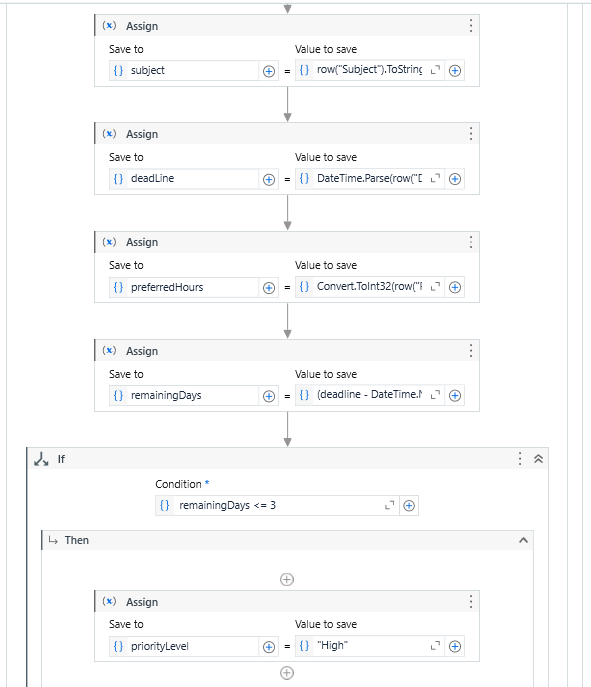 Assign
Save to Value to save
subject = row("Subject").ToString
Assign
Save to Value to save
deadLine = DateTime.Parse(row("D
Assign
Save to Value to save
preferredHours = Convert.ToInt32(row("P
Assign
Save to Value to save
remainingDays = (deadline - DateTime.N
If
Condition *
remainingDays <= 3
Then
Assign
Save to Value to save
priorityLevel = "High"